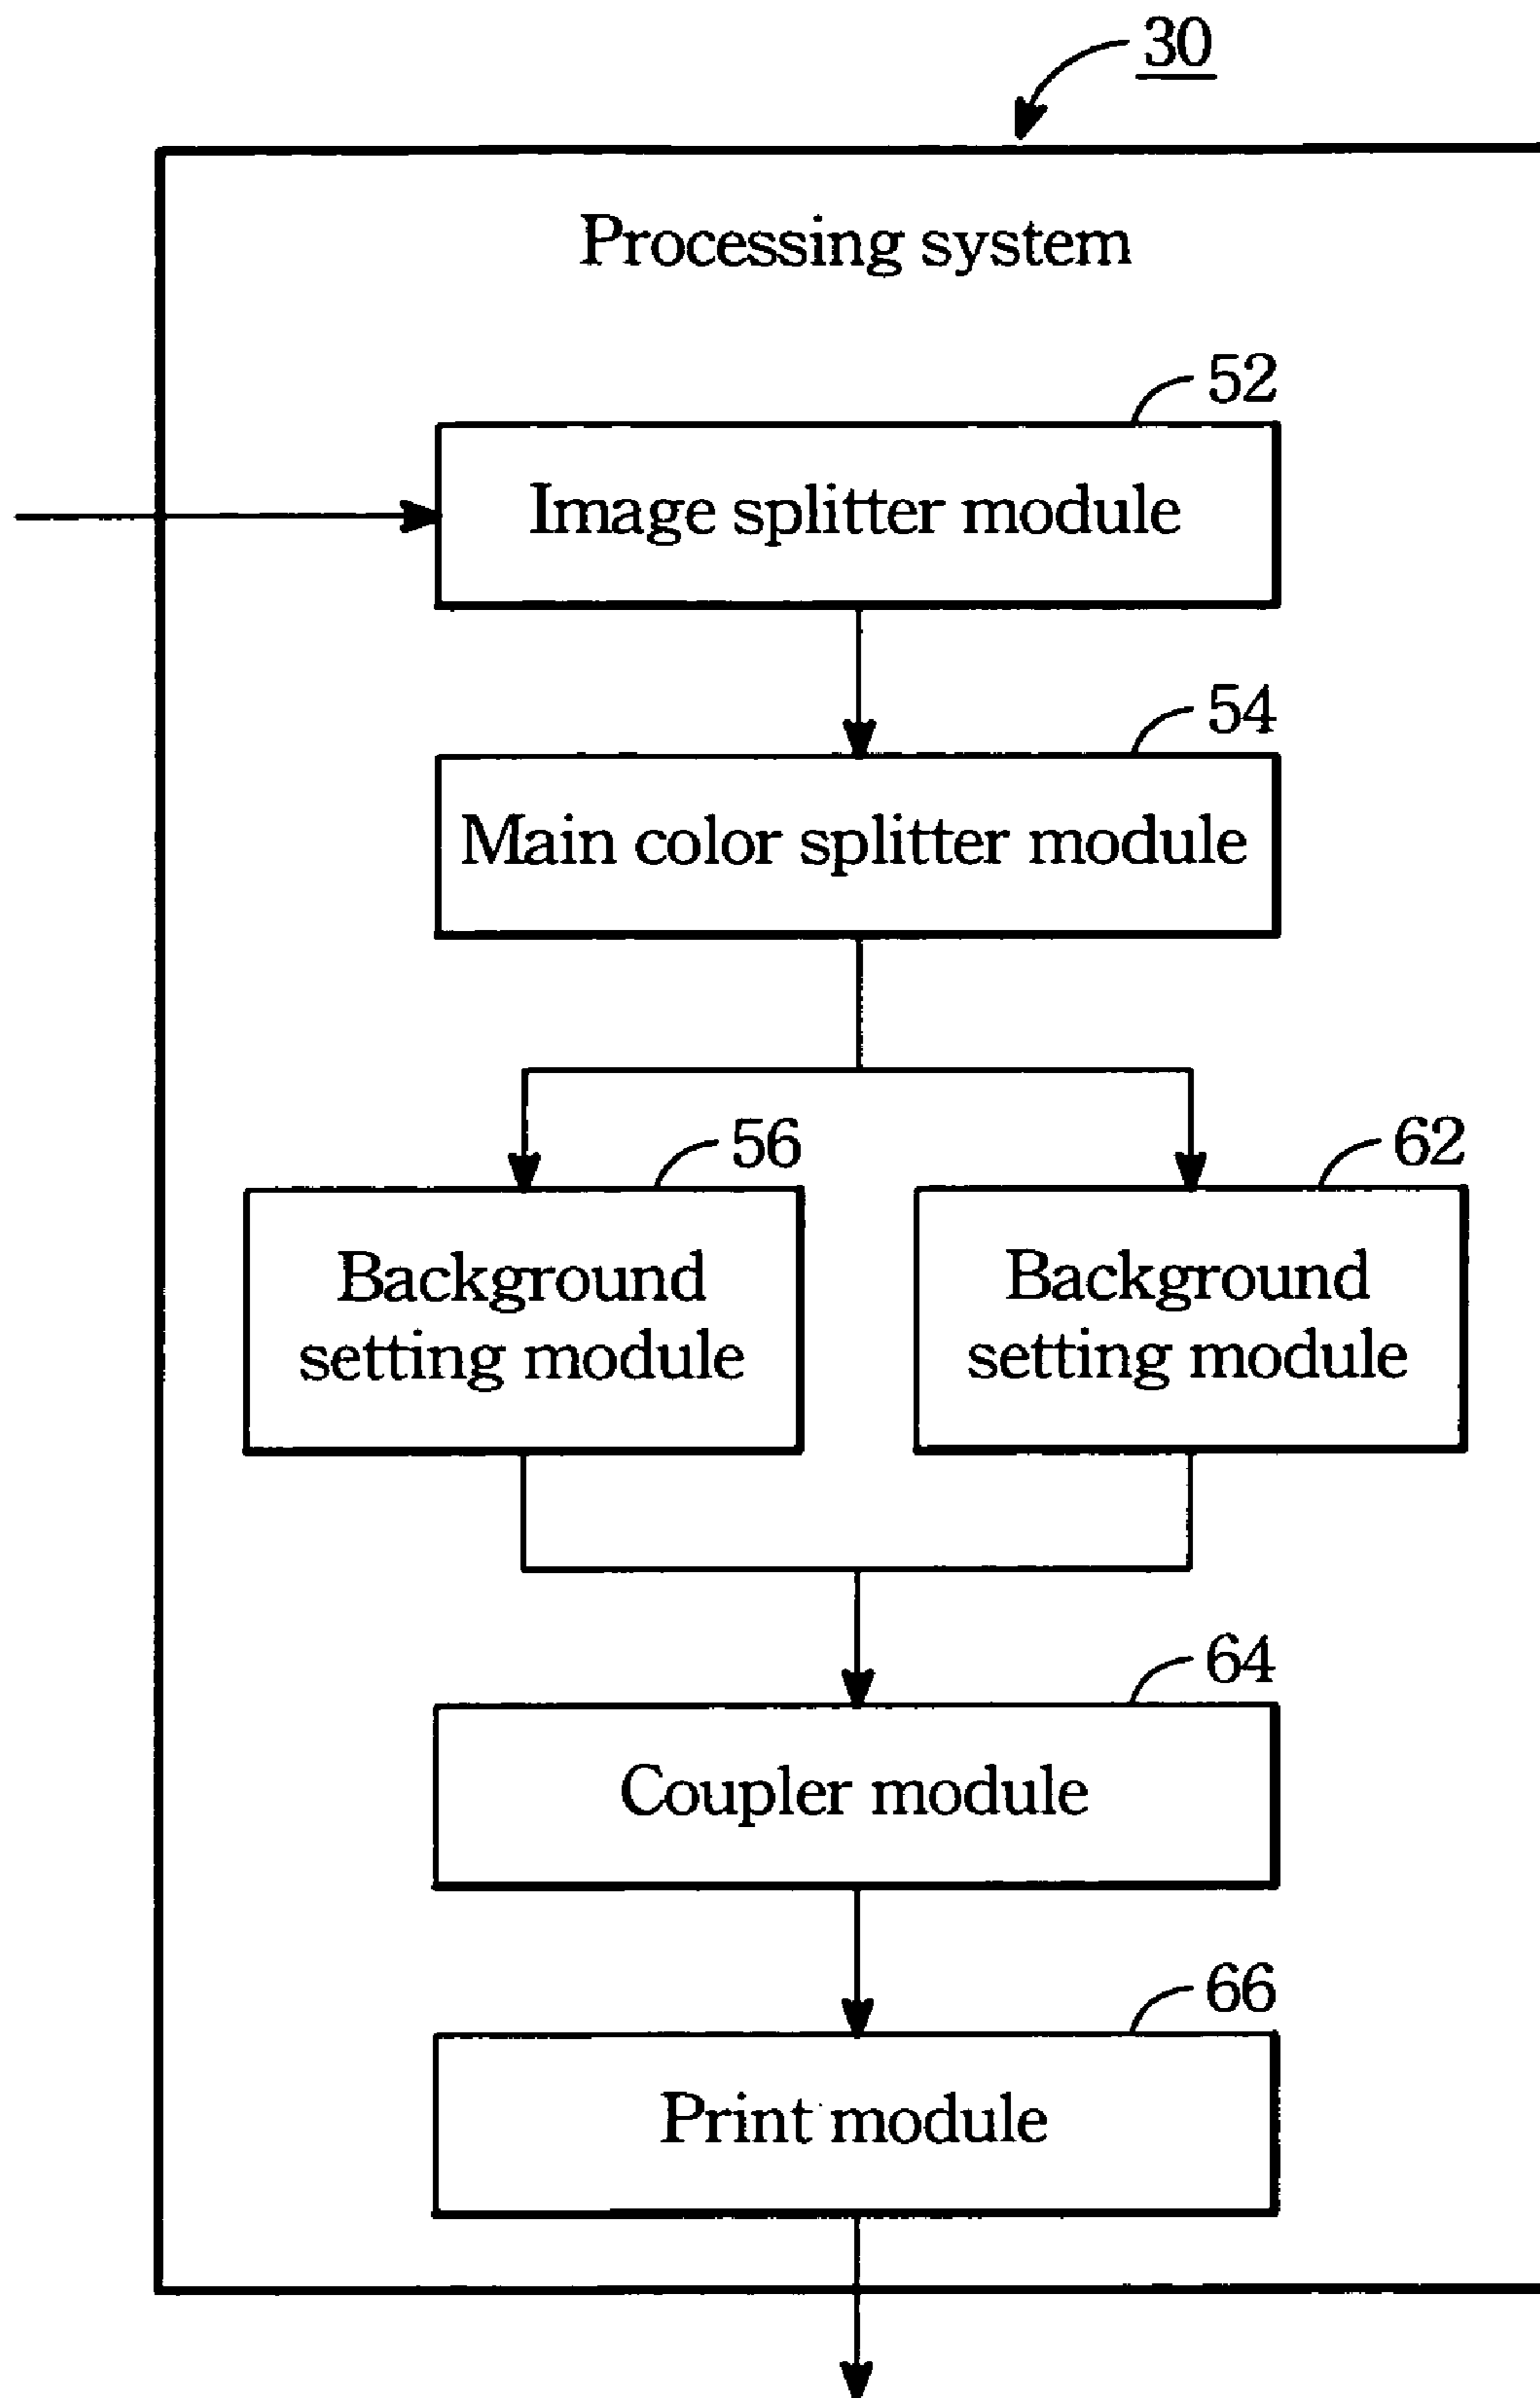 30
Processing system
52
Image splitter module
54
Main color splitter module
56
Background
setting module
62
Background
setting module
64
Coupler module
66
Print module